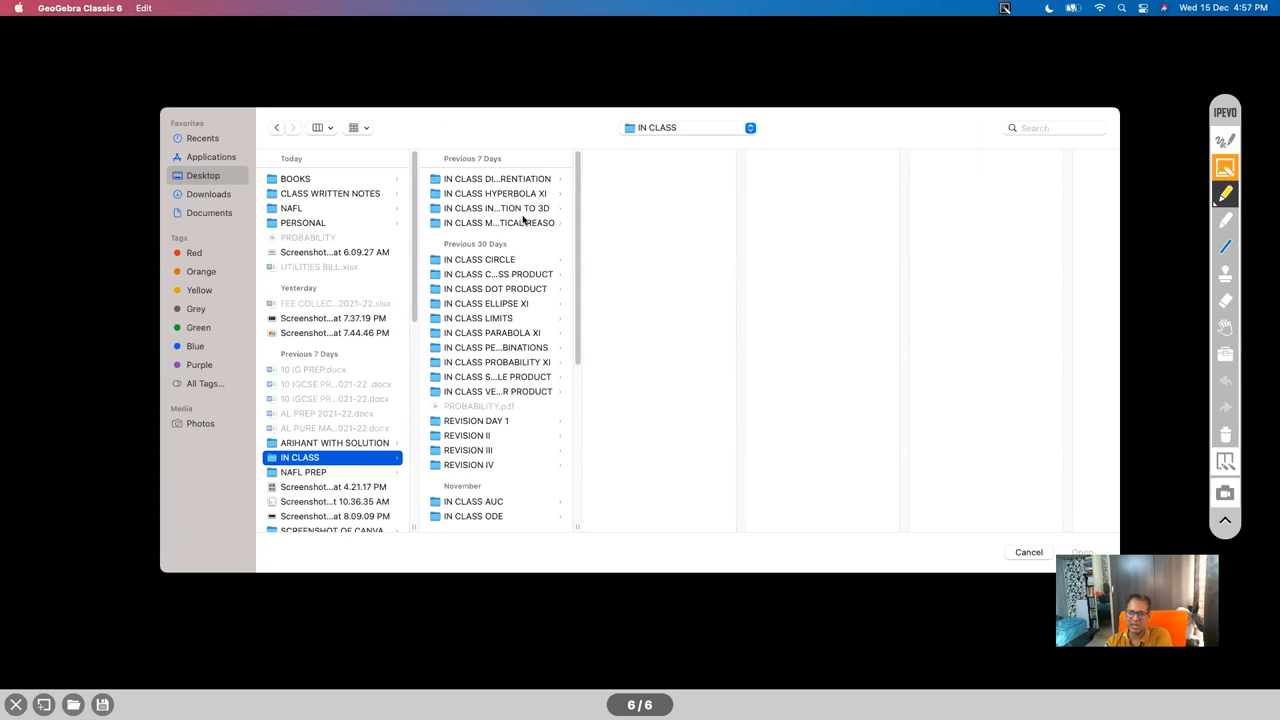 GeoGebra Classic 6 Edit
Wed 15 Dec 4:57 PM
IN CLASS
Search
Favorites
Recents
Applications
Desktop
Downloads
Documents
Tags
Red
Orange
Yellow
Grey
Green
Blue
Purple
All Tags...
Media
Photos
Today
BOOKS
CLASS WRITTEN NOTES
NAFL
PERSONAL
PROBABILITY
Screenshot...at 6.09.27 AM
UTILITIES BILL.xlsx
Yesterday
FEE COLLEC...2021-22.xlsx
Screenshot...at 7.37.19 PM
Screenshot...at 7.44.46 PM
Previous 7 Days
10 IG PREP.docx
10 IGCSE PR...021-22 .docx
10 IGCSE PR...021-22.docx
AL PREP 2021-22.docx
AL PURE MA...021-22.docx
ARIHANT WITH SOLUTION
IN CLASS
NAFL PREP
Screenshot...at 4.21.17 PM
Screenshot...t 10.36.35 AM
Screenshot...at 8.09.09 PM
SCREENSHOT OF CANVA
Previous 7 Days
IN CLASS DI...RENTIATION
IN CLASS HYPERBOLA XI
IN CLASS IN...TION TO 3D
IN CLASS M...TICAL REASO
Previous 30 Days
IN CLASS CIRCLE
IN CLASS C...SS PRODUCT
IN CLASS DOT PRODUCT
IN CLASS ELLIPSE XI
IN CLASS LIMITS
IN CLASS PARABOLA XI
IN CLASS PE...BINATIONS
IN CLASS PROBABILITY XI
IN CLASS S...LE PRODUCT
IN CLASS VE...R PRODUCT
PROBABILITY.pdf
REVISION DAY 1
REVISION II
REVISION III
REVISION IV
November
IN CLASS AUC
IN CLASS ODE
Cancel
Open
IPEVO
6 / 6